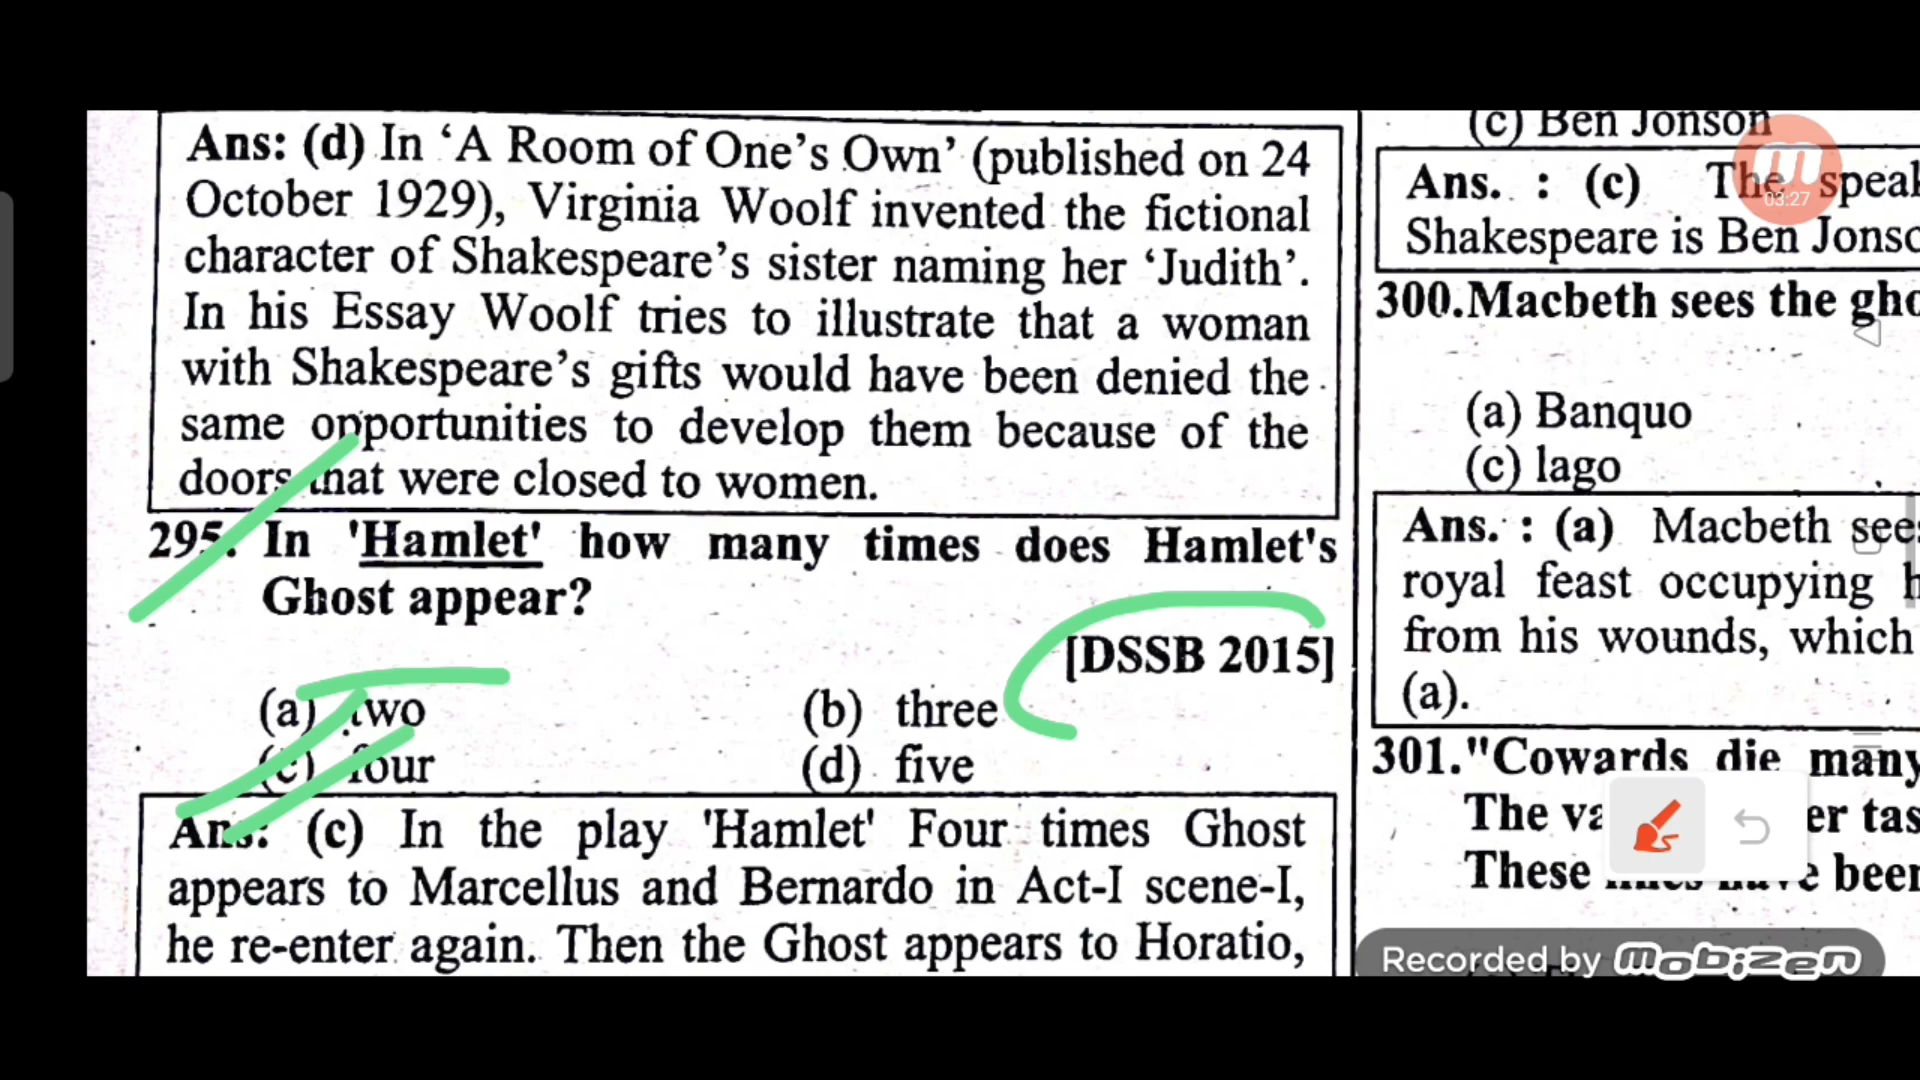 Ans: (d) In ‘A Room of One’s Own’ (published on 24
October 1929), Virginia Woolf invented the fictional
character of Shakespeare’s sister naming her ‘Judith’.
In his Essay Woolf tries to illustrate that a woman
with Shakespeare’s gifts would have been denied the
same opportunities to develop them because of the
doors that were closed to women.
295. In 'Hamlet' how many times does Hamlet's
Ghost appear?
[DSSB 2015]
(a) two (b) three
(c) four (d) five
Ans: (c) In the play 'Hamlet' Four times Ghost
appears to Marcellus and Bernardo in Act-I scene-I,
he re-enter again. Then the Ghost appears to Horatio,
(c) Ben Jonson
Ans. : (c) The
Shakespeare is Ben
300.Macbeth sees the
(a) Banquo
(c) lago
Ans. : (a) Macbeth
royal feast occupying
from his wounds, which
(a).
301."Cowards die many
The
These
03:27
Recorded by mobizen